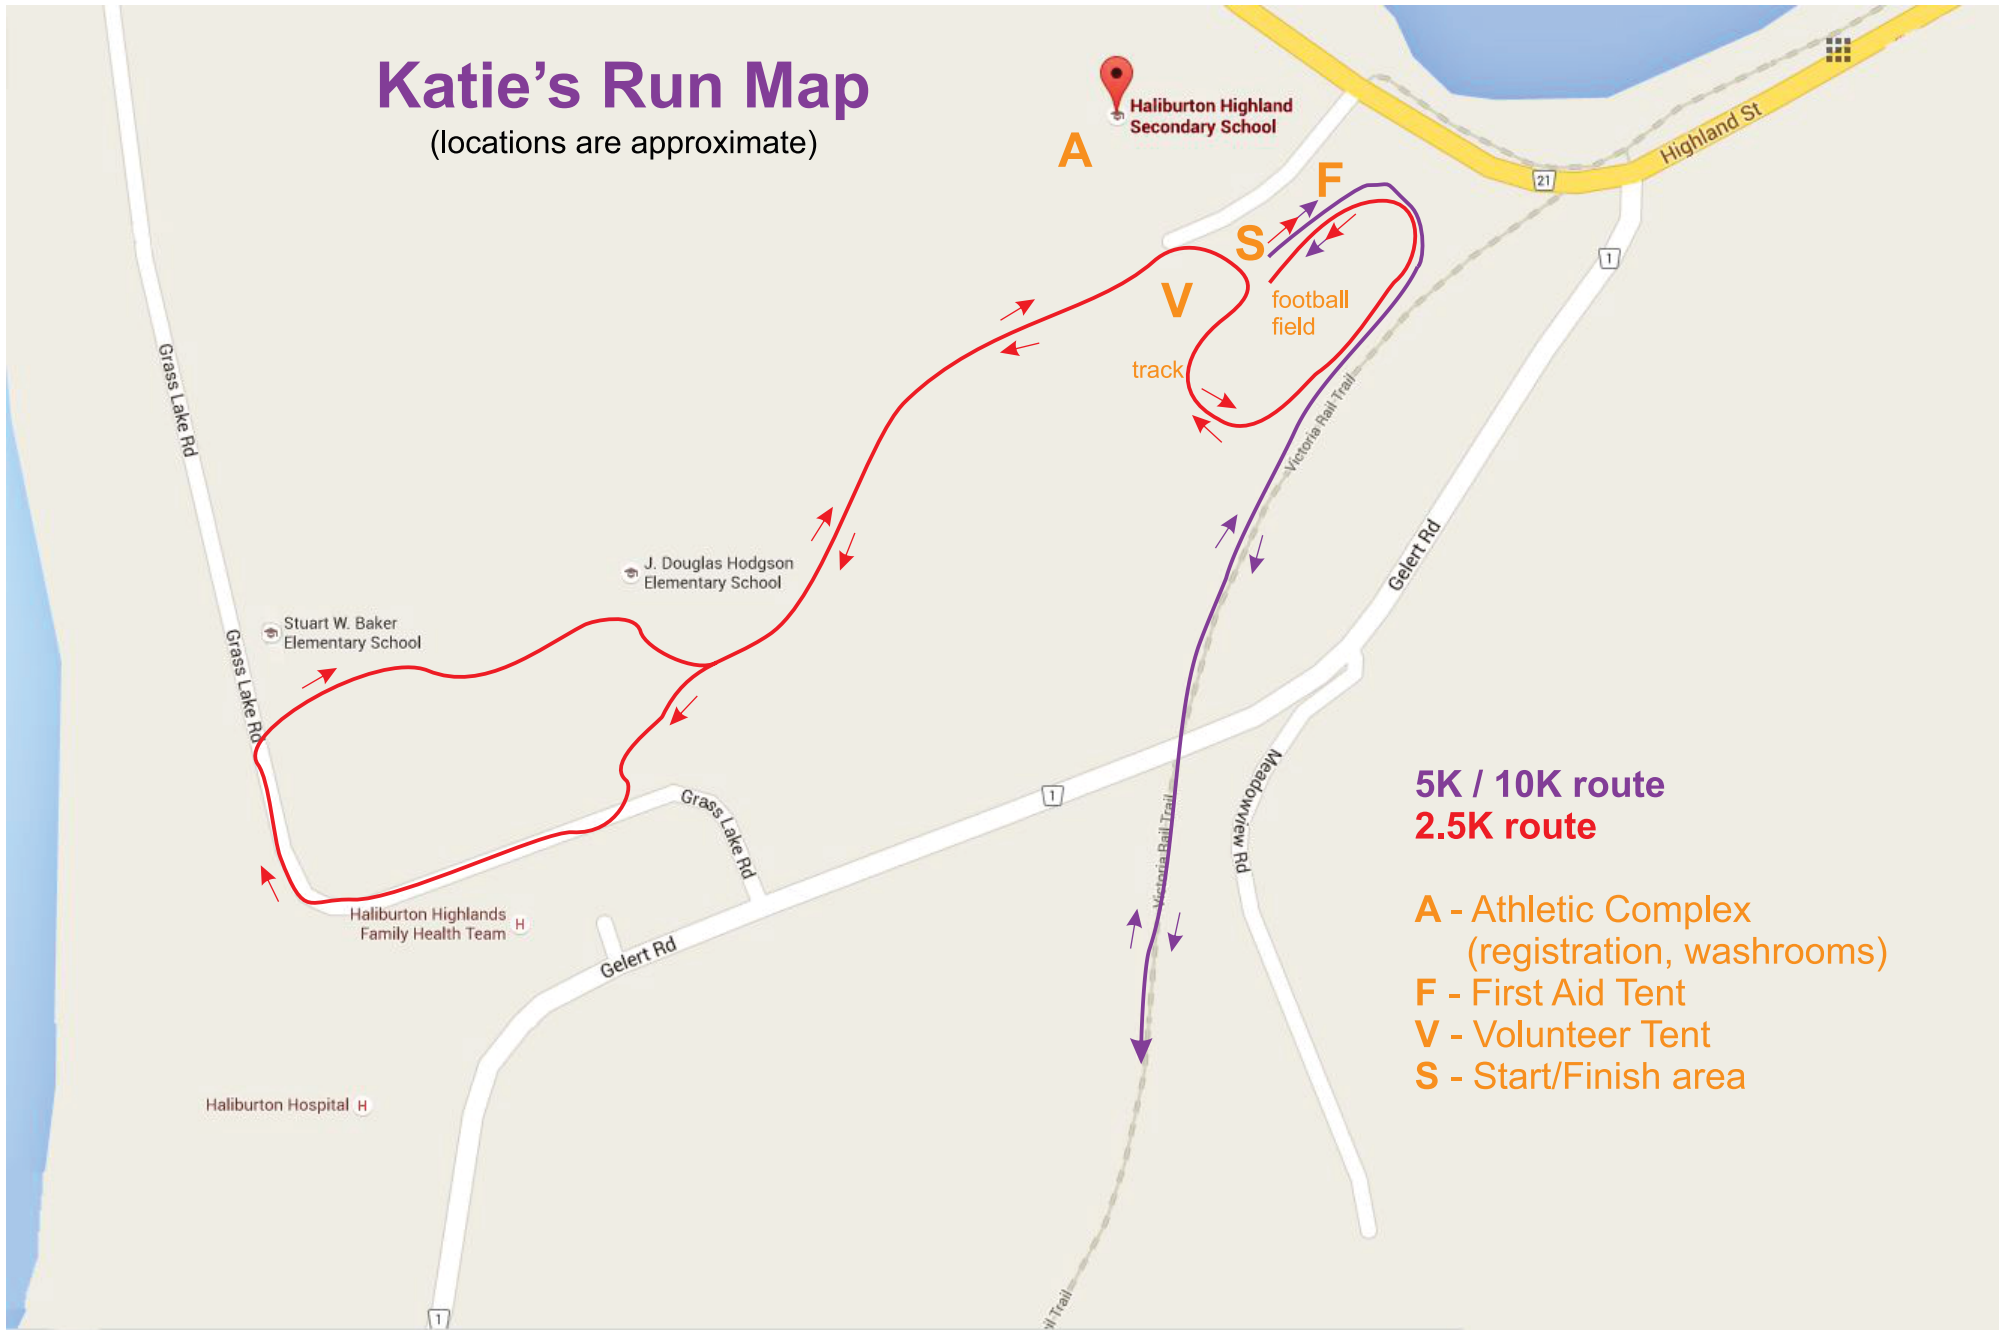 Katie's Run Map
(locations are approximate)
Haliburton Highland
Secondary School
A
F
S
V
football
field
track
Highland St
21
1
Grass Lake Rd
Victoria Rail Trail
Gelert Rd
J. Douglas Hodgson
Elementary School
Stuart W. Baker
Elementary School
Grass Lake Rd
Grass Lake Rd
1
Meadowview Rd
Victoria Rail Trail
Haliburton Highlands
Family Health Team
H
Gelert Rd
Haliburton Hospital
H
1
Trail
5K / 10K route
2.5K route
A - Athletic Complex
(registration, washrooms)
F - First Aid Tent
V - Volunteer Tent
S - Start/Finish area